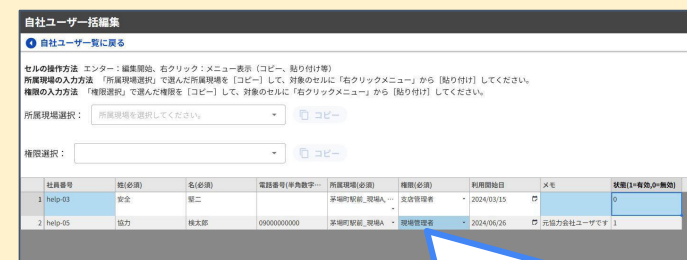 自社ユーザー括編集
自社ユーザ一覧に戻る
セルの操作方法 エンター：編集開始、右クリック：メニュー表示（コピー、貼り付け等）
所属現場の入力方法 「所属現場選択」で選んだ所属現場を［コピー］して、対象のセルに「右クリックメニュー」から［貼り付け］してください。
権限の入力方法 「権限選択」で選んだ権限を［コピー］して、対象のセルに「右クリックメニュー」から［貼り付け］してください。
所属現場選択： 所属現場を選択してください。 コピー
権限選択： コピー
社員番号 姓(必須) 名(必須) 電話番号(半角数字… 所属現場(必須) 権限(必須) 利用開始日 メモ 状態(1=有効,0=無効)
1 help-03 安全 堅二 茅場町駅前_現場A, … 支店管理者 2024/03/15 0
2 help-05 協力 検太郎 09000000000 茅場町駅前_現場A 現場管理者 2024/06/26 元協力会社ユーザです 1